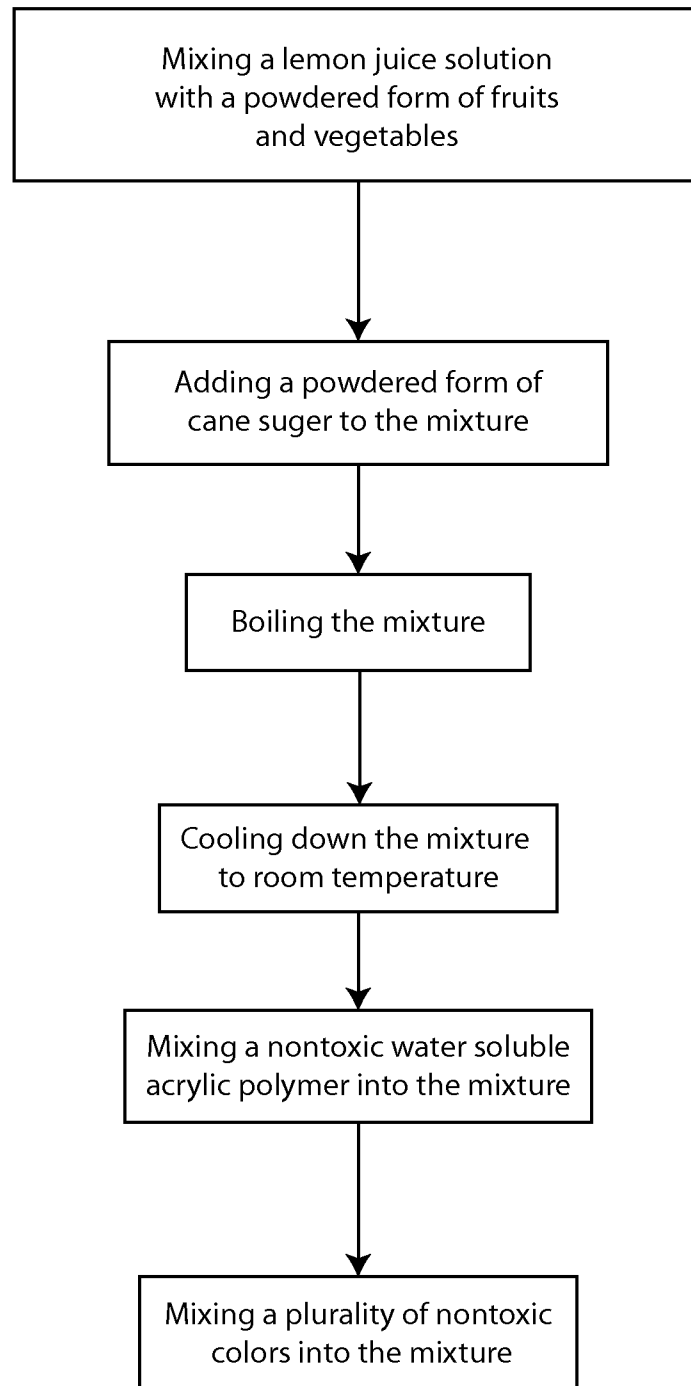 Mixing a lemon juice solution
with a powdered form of fruits
and vegetables
Adding a powdered form of
cane suger to the mixture
Boiling the mixture
Cooling down the mixture
to room temperature
Mixing a nontoxic water soluble
acrylic polymer into the mixture
Mixing a plurality of nontoxic
colors into the mixture